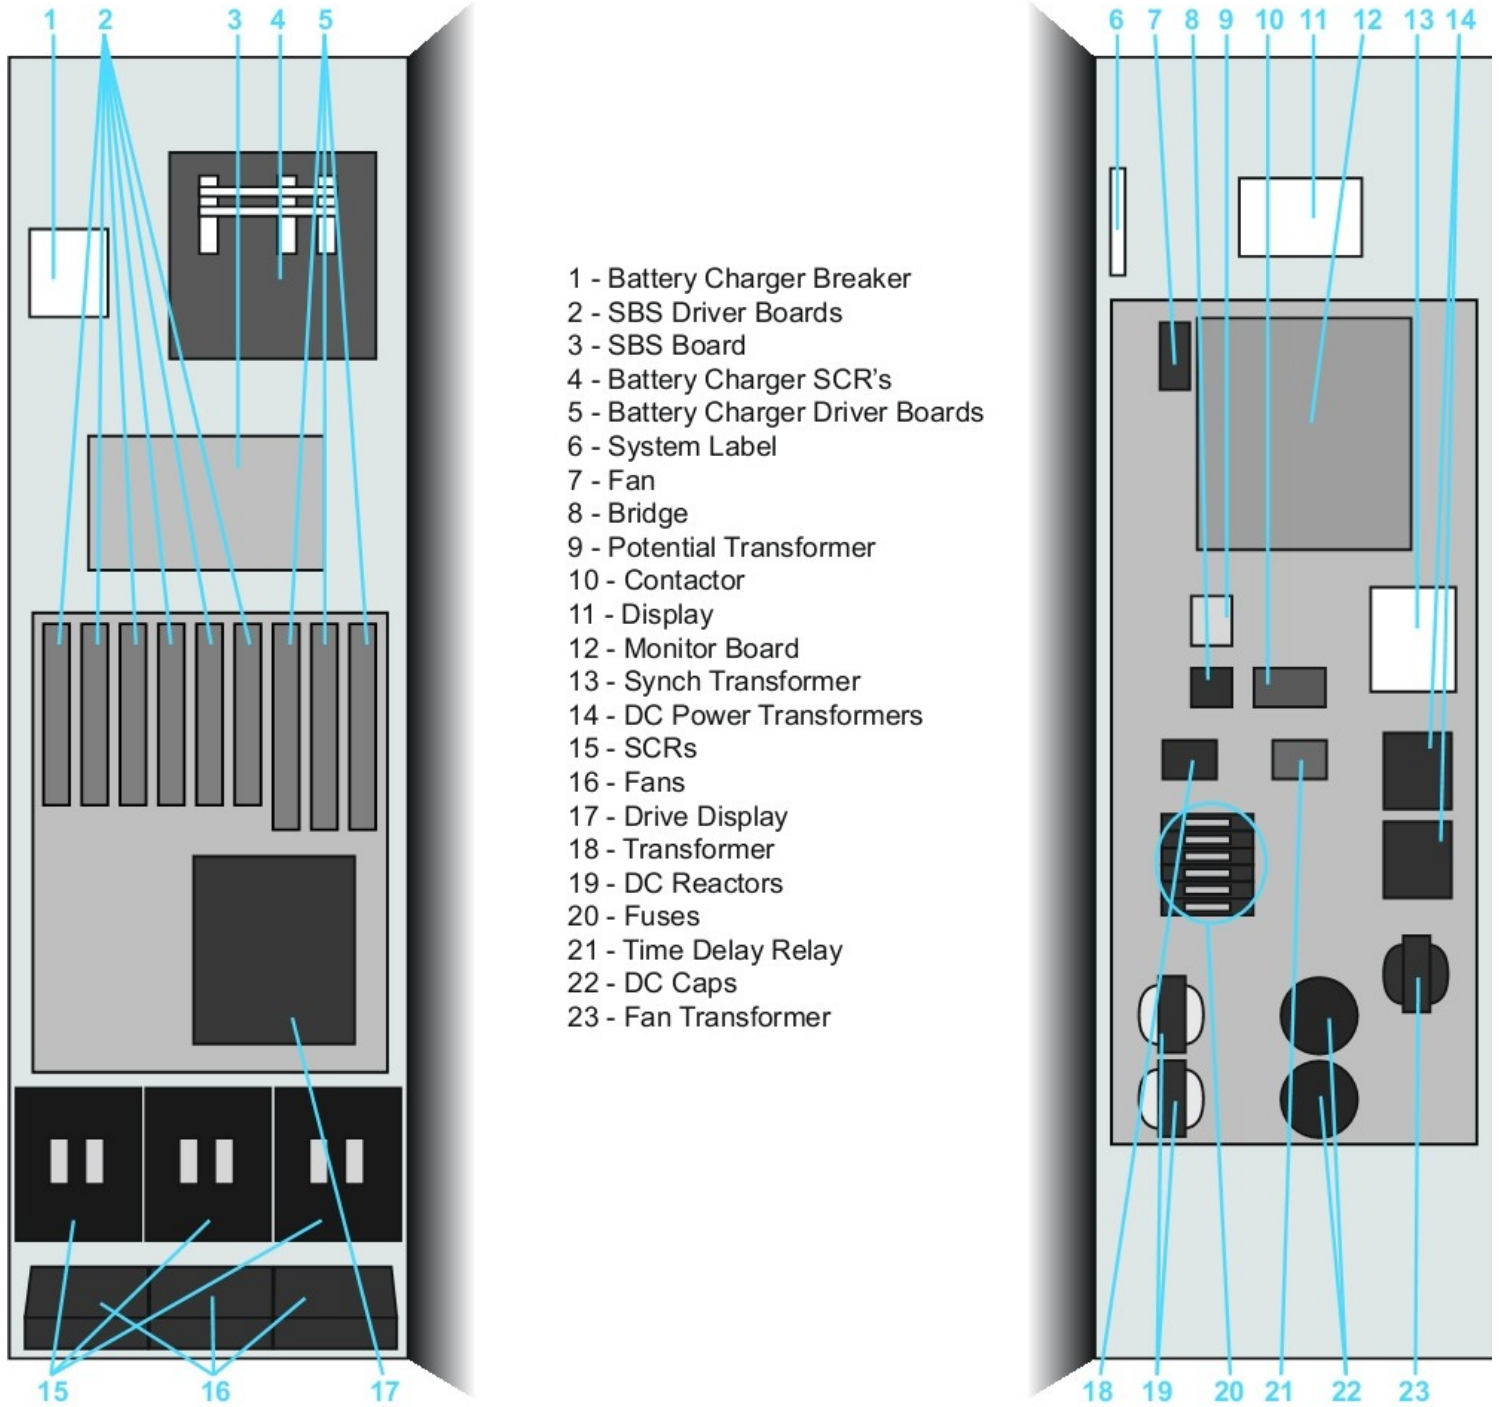 1 2 3 4 5 6 7 8 9 10 11 12 13 14
1 - Battery Charger Breaker
2 - SBS Driver Boards
3 - SBS Board
4 - Battery Charger SCR’s
5 - Battery Charger Driver Boards
6 - System Label
7 - Fan
8 - Bridge
9 - Potential Transformer
10 - Contactor
11 - Display
12 - Monitor Board
13 - Synch Transformer
14 - DC Power Transformers
15 - SCRs
16 - Fans
17 - Drive Display
18 - Transformer
19 - DC Reactors
20 - Fuses
21 - Time Delay Relay
22 - DC Caps
23 - Fan Transformer
15 16 17 18 19 20 21 22 23